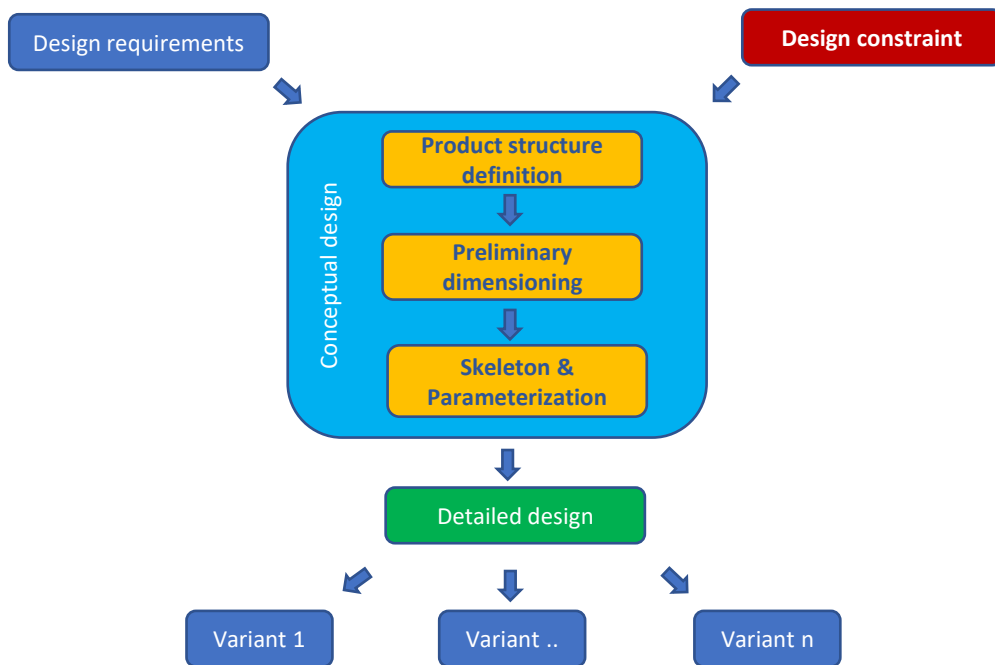 Design requirements
Design constraint
Conceptual design
Product structure
definition
Preliminary
dimensioning
Skeleton &
Parameterization
Detailed design
Variant 1
Variant ..
Variant n